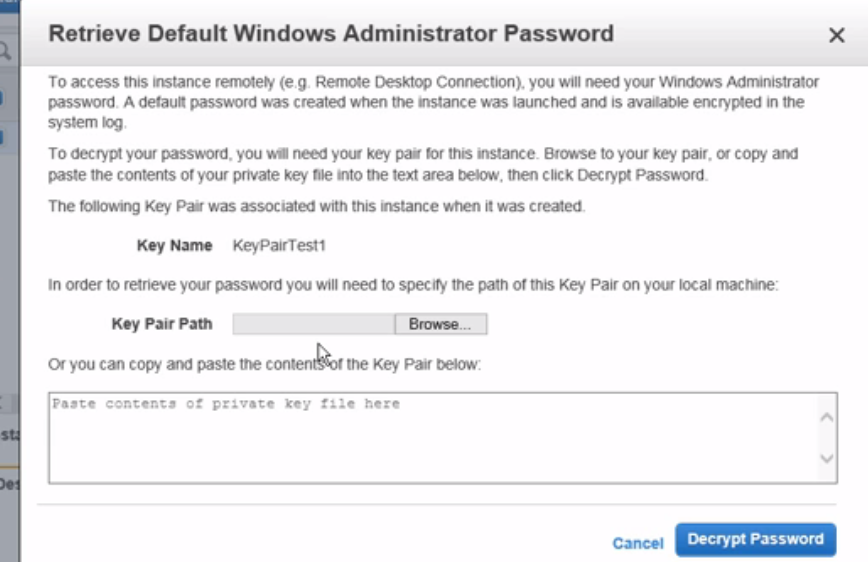 Retrieve Default Windows Administrator Password
To access this instance remotely (e.g. Remote Desktop Connection), you will need your Windows Administrator
password. A default password was created when the instance was launched and is available encrypted in the
system log.
To decrypt your password, you will need your key pair for this instance. Browse to your key pair, or copy and
paste the contents of your private key file into the text area below, then click Decrypt Password.
The following Key Pair was associated with this instance when it was created.
Key Name KeyPairTest1
In order to retrieve your password you will need to specify the path of this Key Pair on your local machine:
Key Pair Path Browse...
Or you can copy and paste the contents of the Key Pair below:
Paste contents of private key file here
Cancel Decrypt Password